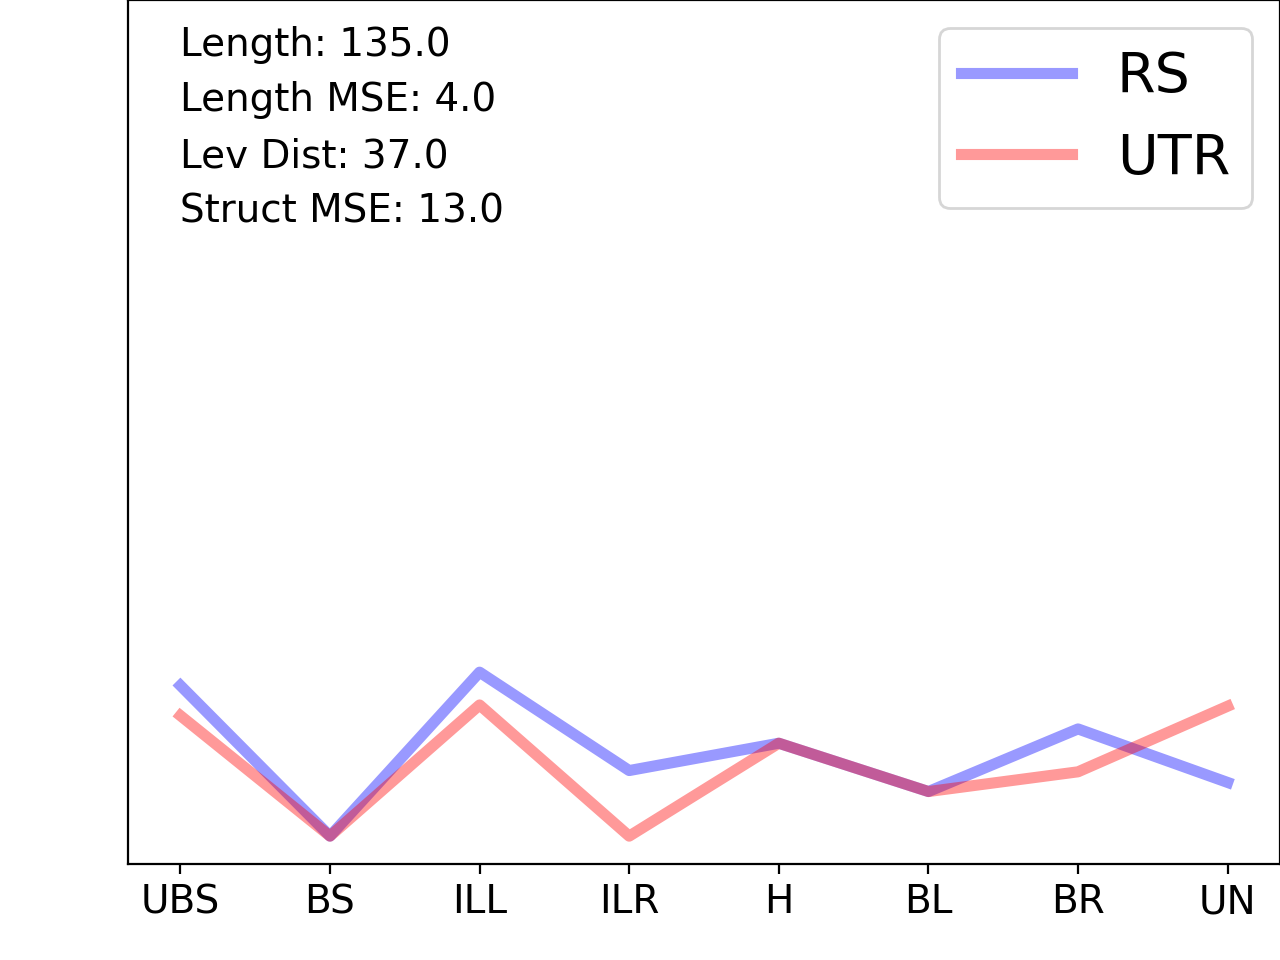 Length: 135.0
Length MSE: 4.0
Lev Dist: 37.0
Struct MSE: 13.0
RS
UTR
UBS BS ILL ILR H BL BR UN